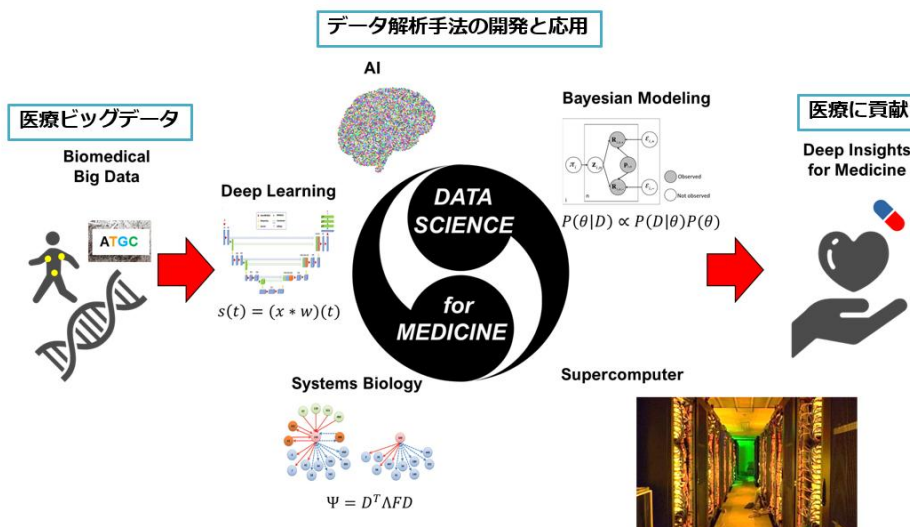 データ解析手法の開発と応用
AI
医療ビッグデータ
Biomedical
Big Data
ATGC
Deep Learning
s(t) = (x ∗ w)(t)
DATA
SCIENCE
for
MEDICINE
Bayesian Modeling
Observed
Not observed
P(θ|D) ∝ P(D|θ)P(θ)
医療に貢献
Deep Insights
for Medicine
Systems Biology
Ψ = DᵀΛFD
Supercomputer